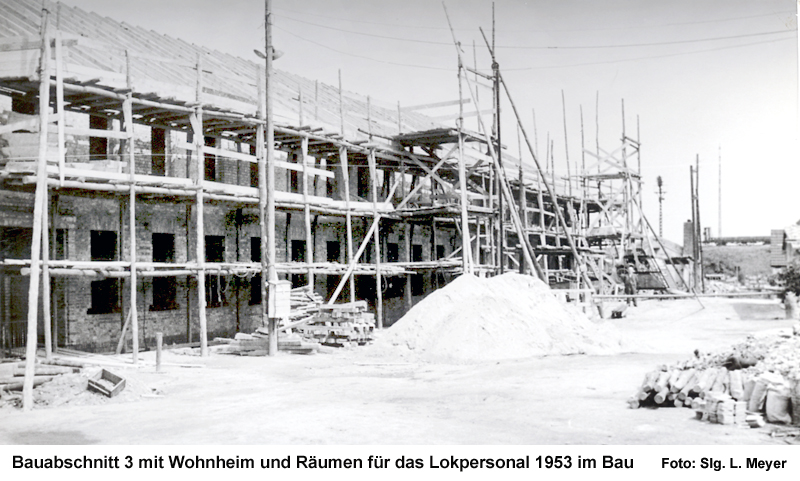 Bauabschnitt 3 mit Wohnheim und Räumen für das Lokpersonal 1953 im Bau Foto: Slg. L. Meyer